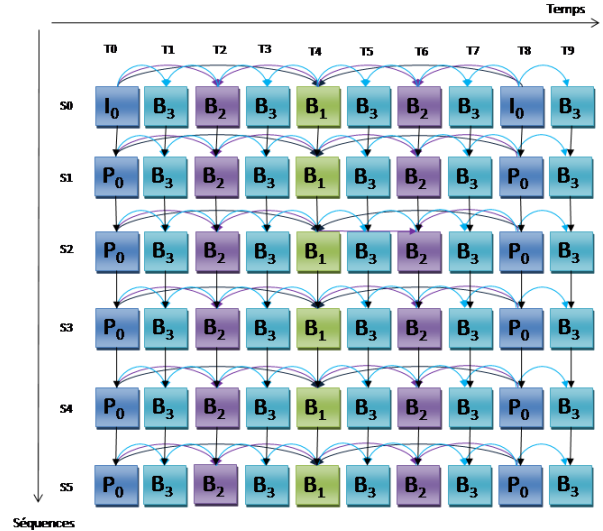 Temps
T0 T1 T2 T3 T4 T5 T6 T7 T8 T9
S0 I₀ B₃ B₂ B₃ B₁ B₃ B₂ B₃ I₀ B₃
S1 P₀ B₃ B₂ B₃ B₁ B₃ B₂ B₃ P₀ B₃
S2 P₀ B₃ B₂ B₃ B₁ B₃ B₂ B₃ P₀ B₃
S3 P₀ B₃ B₂ B₃ B₁ B₃ B₂ B₃ P₀ B₃
S4 P₀ B₃ B₂ B₃ B₁ B₃ B₂ B₃ P₀ B₃
S5 P₀ B₃ B₂ B₃ B₁ B₃ B₂ B₃ P₀ B₃
Séquences